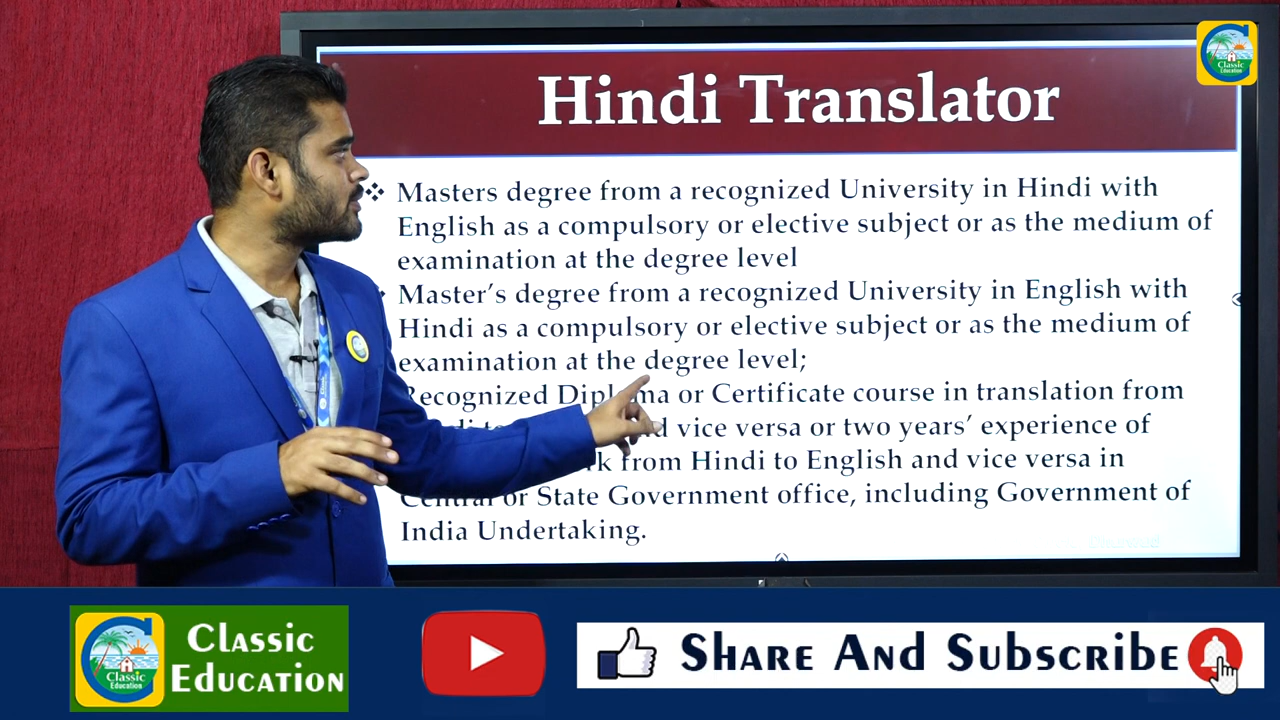 Classic
Education
Hindi Translator
❖ Masters degree from a recognized University in Hindi with
English as a compulsory or elective subject or as the medium of
examination at the degree level
Master's degree from a recognized University in English with
Hindi as a compulsory or elective subject or as the medium of
examination at the degree level;
Recognized Diploma or Certificate course in translation from
vice versa or two years' experience of
from Hindi to English and vice versa in
Central or State Government office, including Government of
India Undertaking.
Classic
Education
Classic
Education
Share And Subscribe